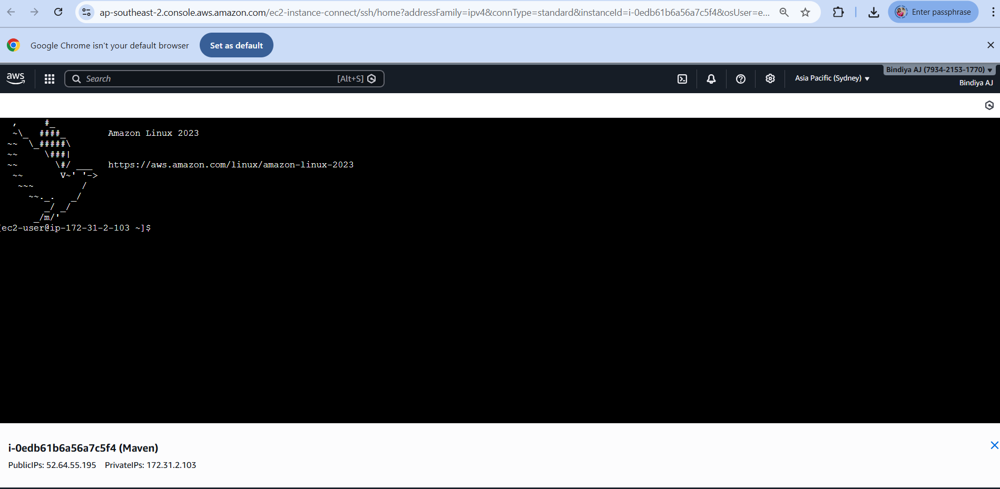 ap-southeast-2.console.aws.amazon.com/ec2-instance-connect/ssh/home?addressFamily=ipv4&connType=standard&instanceId=i-0edb61b6a56a7c5f4&osUser=e...
Enter passphrase
Google Chrome isn't your default browser
Set as default
aws
Search
[Alt+S]
Asia Pacific (Sydney)
Bindiya AJ (7934-2153-1770)
Bindiya AJ
   ,     #_
  ~\_  ####_        Amazon Linux 2023
 ~~  \_#####\
 ~~     \###|
 ~~       \#/ ___   https://aws.amazon.com/linux/amazon-linux-2023
  ~~       V~' '->
   ~~~         /
     ~~._.   _/
        _/ _/
      _/m/'
[ec2-user@ip-172-31-2-103 ~]$
i-0edb61b6a56a7c5f4 (Maven)
PublicIPs: 52.64.55.195 PrivateIPs: 172.31.2.103